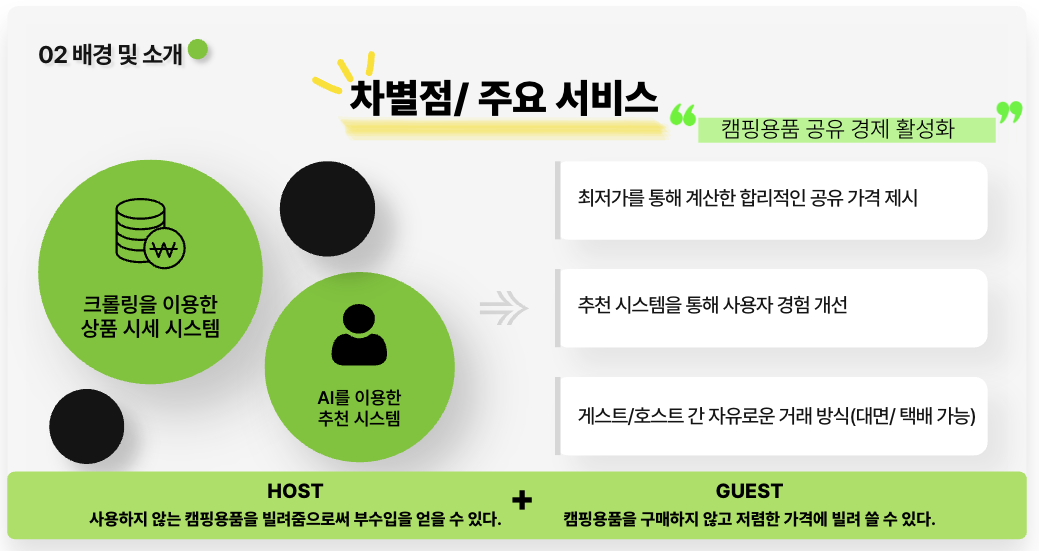 02 배경 및 소개
차별점/ 주요 서비스
“ 캠핑용품 공유 경제 활성화 ”
₩
크롤링을 이용한
상품 시세 시스템
AI를 이용한
추천 시스템
최저가를 통해 계산한 합리적인 공유 가격 제시
추천 시스템을 통해 사용자 경험 개선
게스트/호스트 간 자유로운 거래 방식(대면/ 택배 가능)
HOST
사용하지 않는 캠핑용품을 빌려줌으로써 부수입을 얻을 수 있다.
+
GUEST
캠핑용품을 구매하지 않고 저렴한 가격에 빌려 쓸 수 있다.